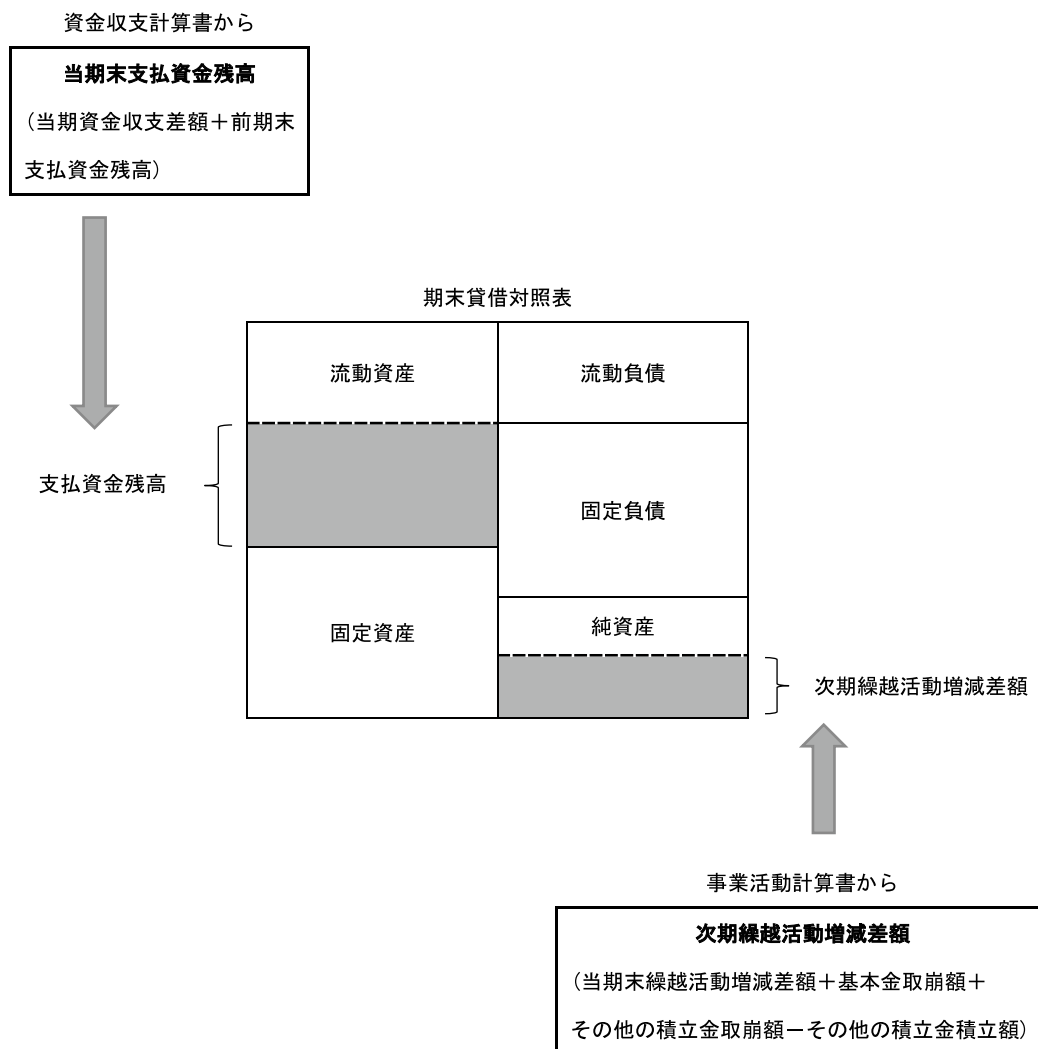 資金収支計算書から
当期末支払資金残高
(当期資金収支差額＋前期末
支払資金残高)
期末貸借対照表
流動資産
流動負債
支払資金残高
固定負債
固定資産
純資産
次期繰越活動増減差額
事業活動計算書から
次期繰越活動増減差額
(当期末繰越活動増減差額＋基本金取崩額＋
その他の積立金取崩額－その他の積立金積立額)